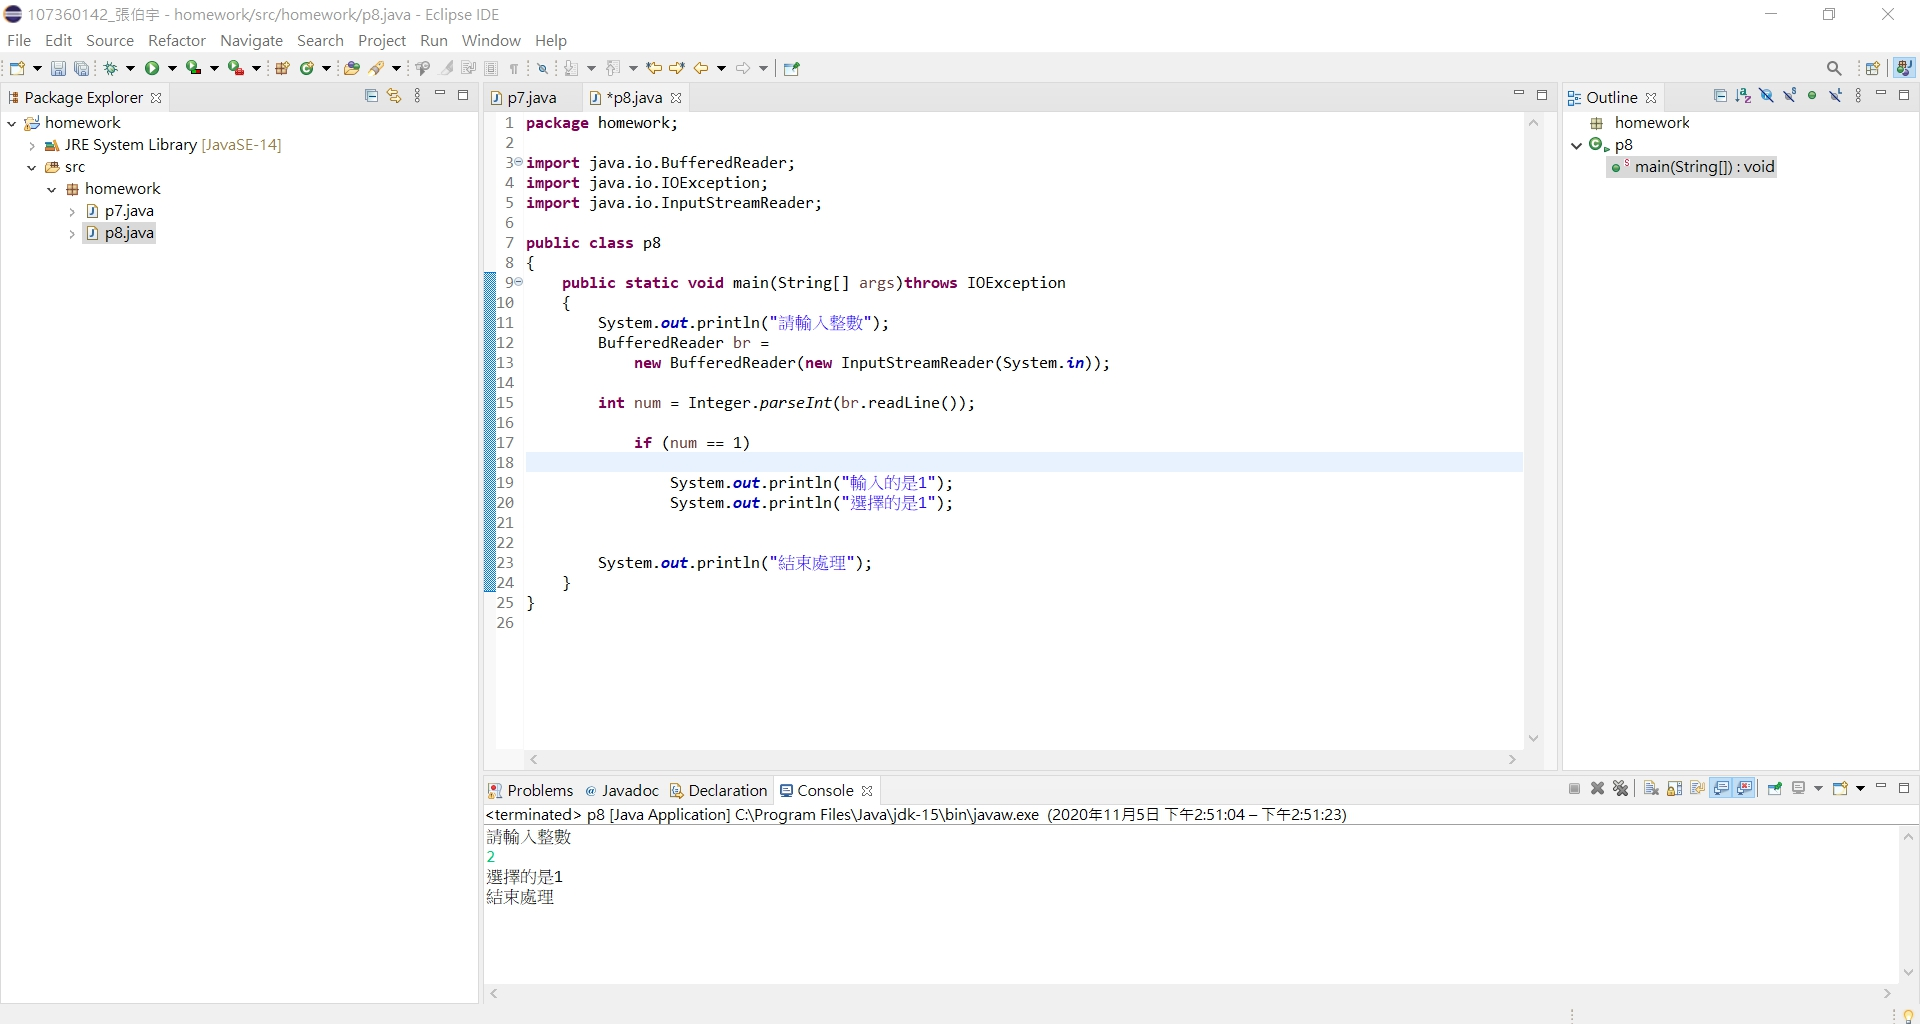 107360142_張伯宇 - homework/src/homework/p8.java - Eclipse IDE
File Edit Source Refactor Navigate Search Project Run Window Help
Package Explorer
homework
JRE System Library [JavaSE-14]
src
homework
p7.java
p8.java
p7.java *p8.java
1 package homework;
2
3 import java.io.BufferedReader;
4 import java.io.IOException;
5 import java.io.InputStreamReader;
6
7 public class p8
8 {
9 public static void main(String[] args)throws IOException
10 {
11 System.out.println("請輸入整數");
12 BufferedReader br =
13 new BufferedReader(new InputStreamReader(System.in));
14
15 int num = Integer.parseInt(br.readLine());
16
17 if (num == 1)
18
19 System.out.println("輸入的是1");
20 System.out.println("選擇的是1");
21
22
23 System.out.println("結束處理");
24 }
25 }
26
Outline
homework
p8
main(String[]) : void
Problems @ Javadoc Declaration Console
<terminated> p8 [Java Application] C:\Program Files\Java\jdk-15\bin\javaw.exe (2020年11月5日 下午2:51:04 – 下午2:51:23)
請輸入整數
2
選擇的是1
結束處理